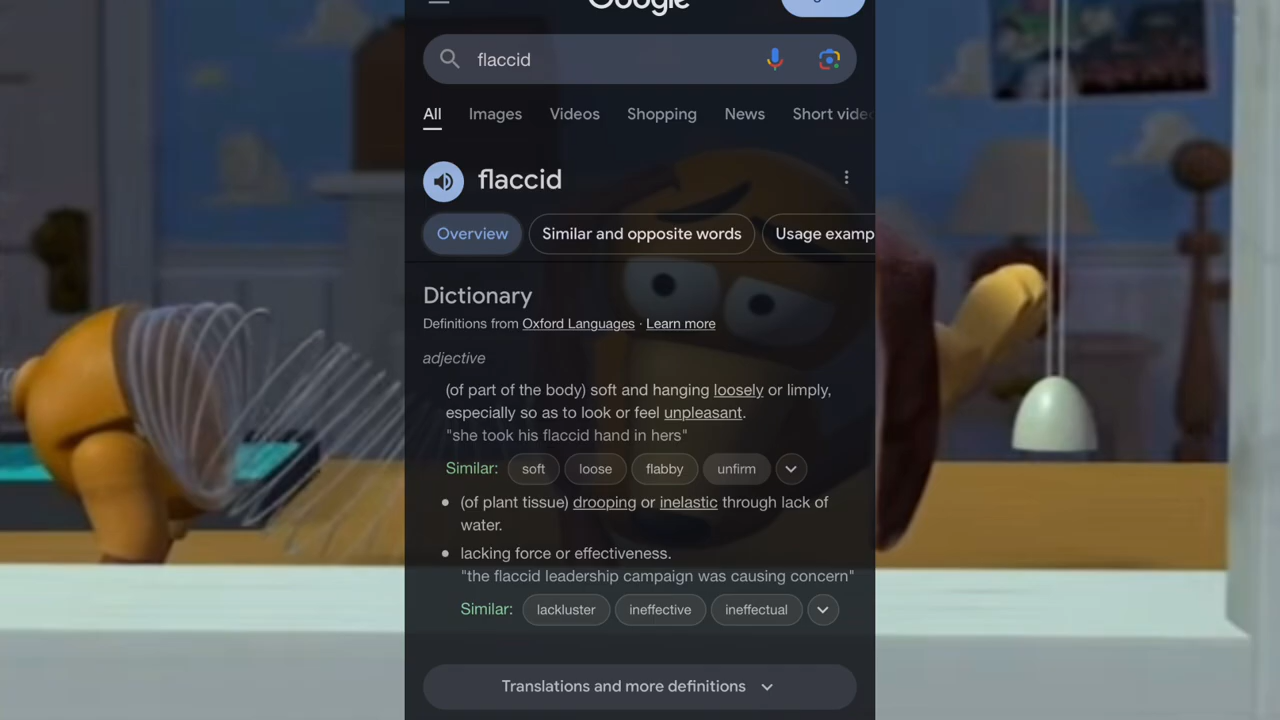 Google
flaccid
All Images Videos Shopping News Short vide
flaccid
Overview Similar and opposite words Usage examp
Dictionary
Definitions from Oxford Languages · Learn more
adjective
(of part of the body) soft and hanging loosely or limply,
especially so as to look or feel unpleasant.
"she took his flaccid hand in hers"
Similar: soft loose flabby unfirm
• (of plant tissue) drooping or inelastic through lack of
water.
• lacking force or effectiveness.
"the flaccid leadership campaign was causing concern"
Similar: lackluster ineffective ineffectual
Translations and more definitions